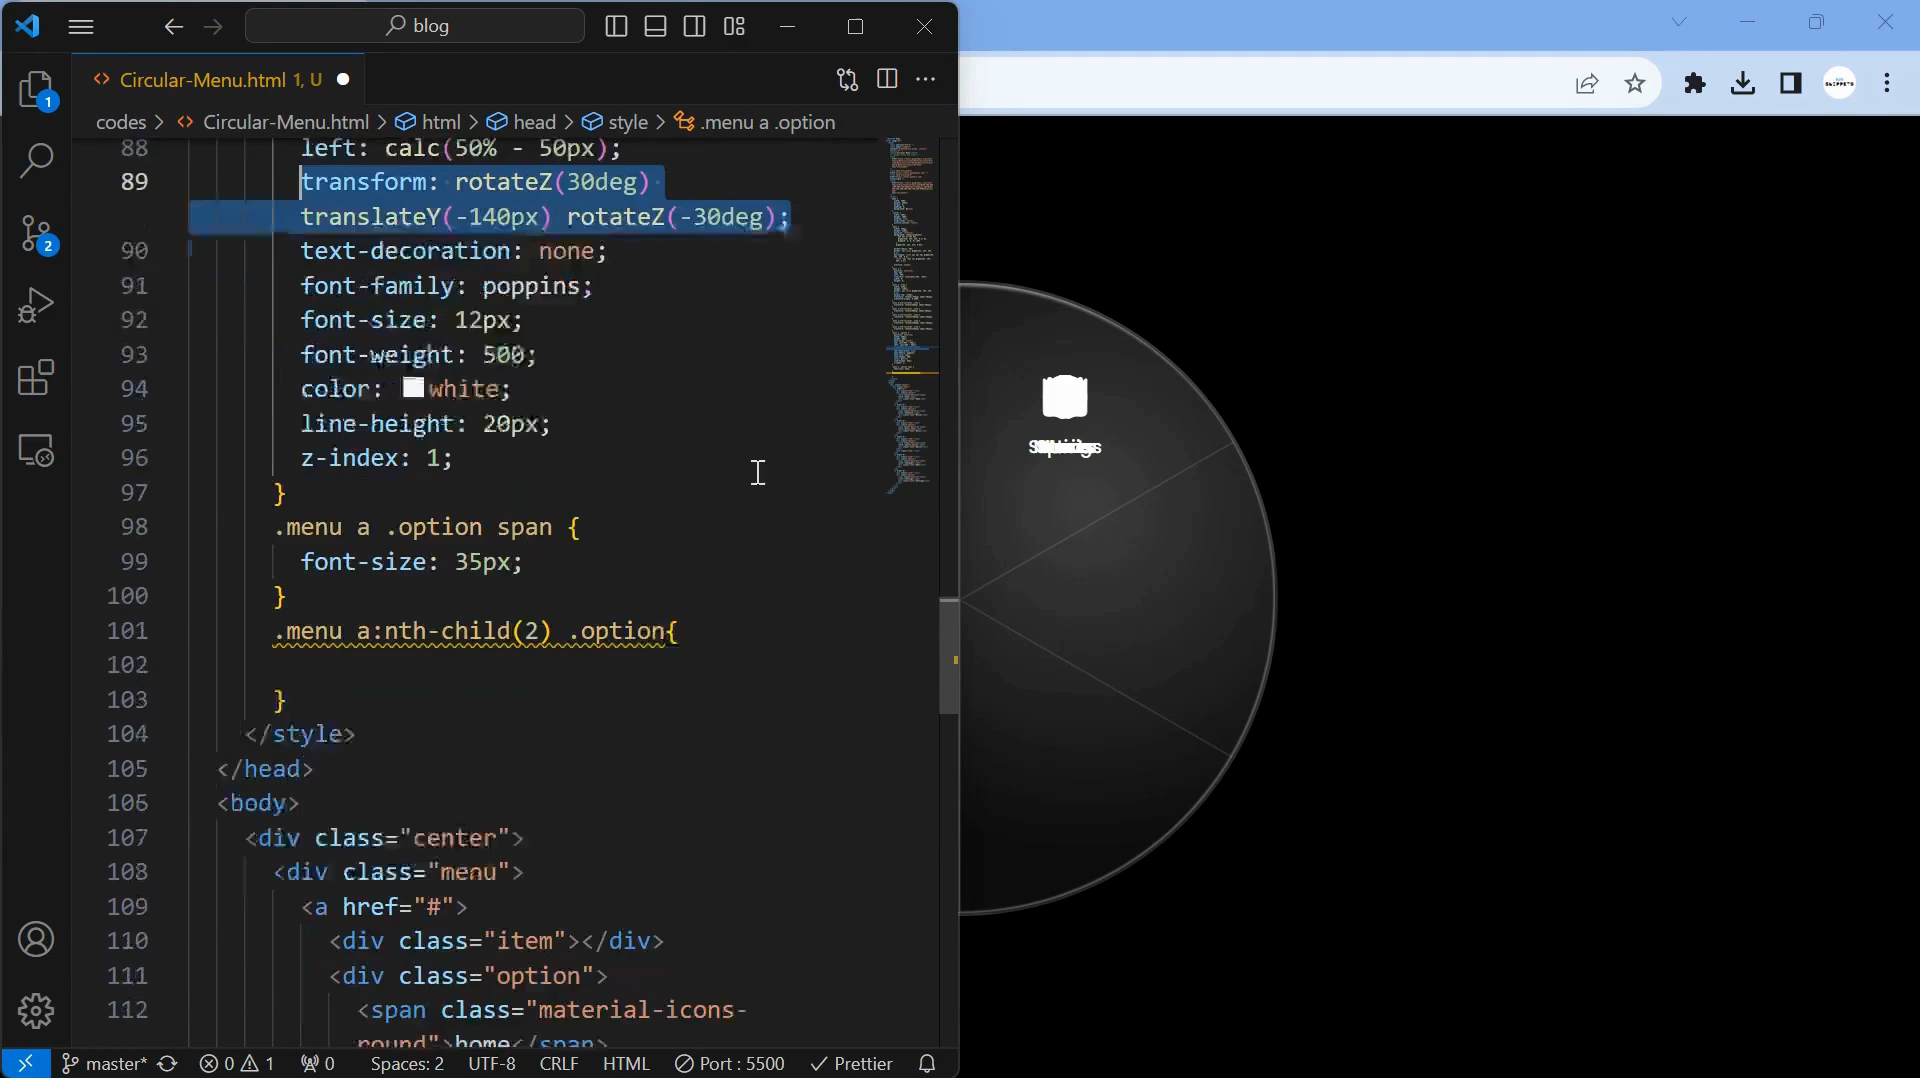 blog
Circular-Menu.html 1, U
codes > Circular-Menu.html > html > head > style > .menu a .option
88 left: calc(50% - 50px);
89 transform: rotateZ(30deg)
translateY(-140px) rotateZ(-30deg);
90 text-decoration: none;
91 font-family: poppins;
92 font-size: 12px;
93 font-weight: 500;
94 color: white;
95 line-height: 20px;
96 z-index: 1;
97 }
98 .menu a .option span {
99 font-size: 35px;
100 }
101 .menu a:nth-child(2) .option{
102
103 }
104 </style>
105 </head>
106 <body>
107 <div class="center">
108 <div class="menu">
109 <a href="#">
110 <div class="item"></div>
111 <div class="option">
112 <span class="material-icons-
round">home</span>
1
2
master* 0 1 0 Spaces: 2 UTF-8 CRLF HTML Port : 5500 Prettier